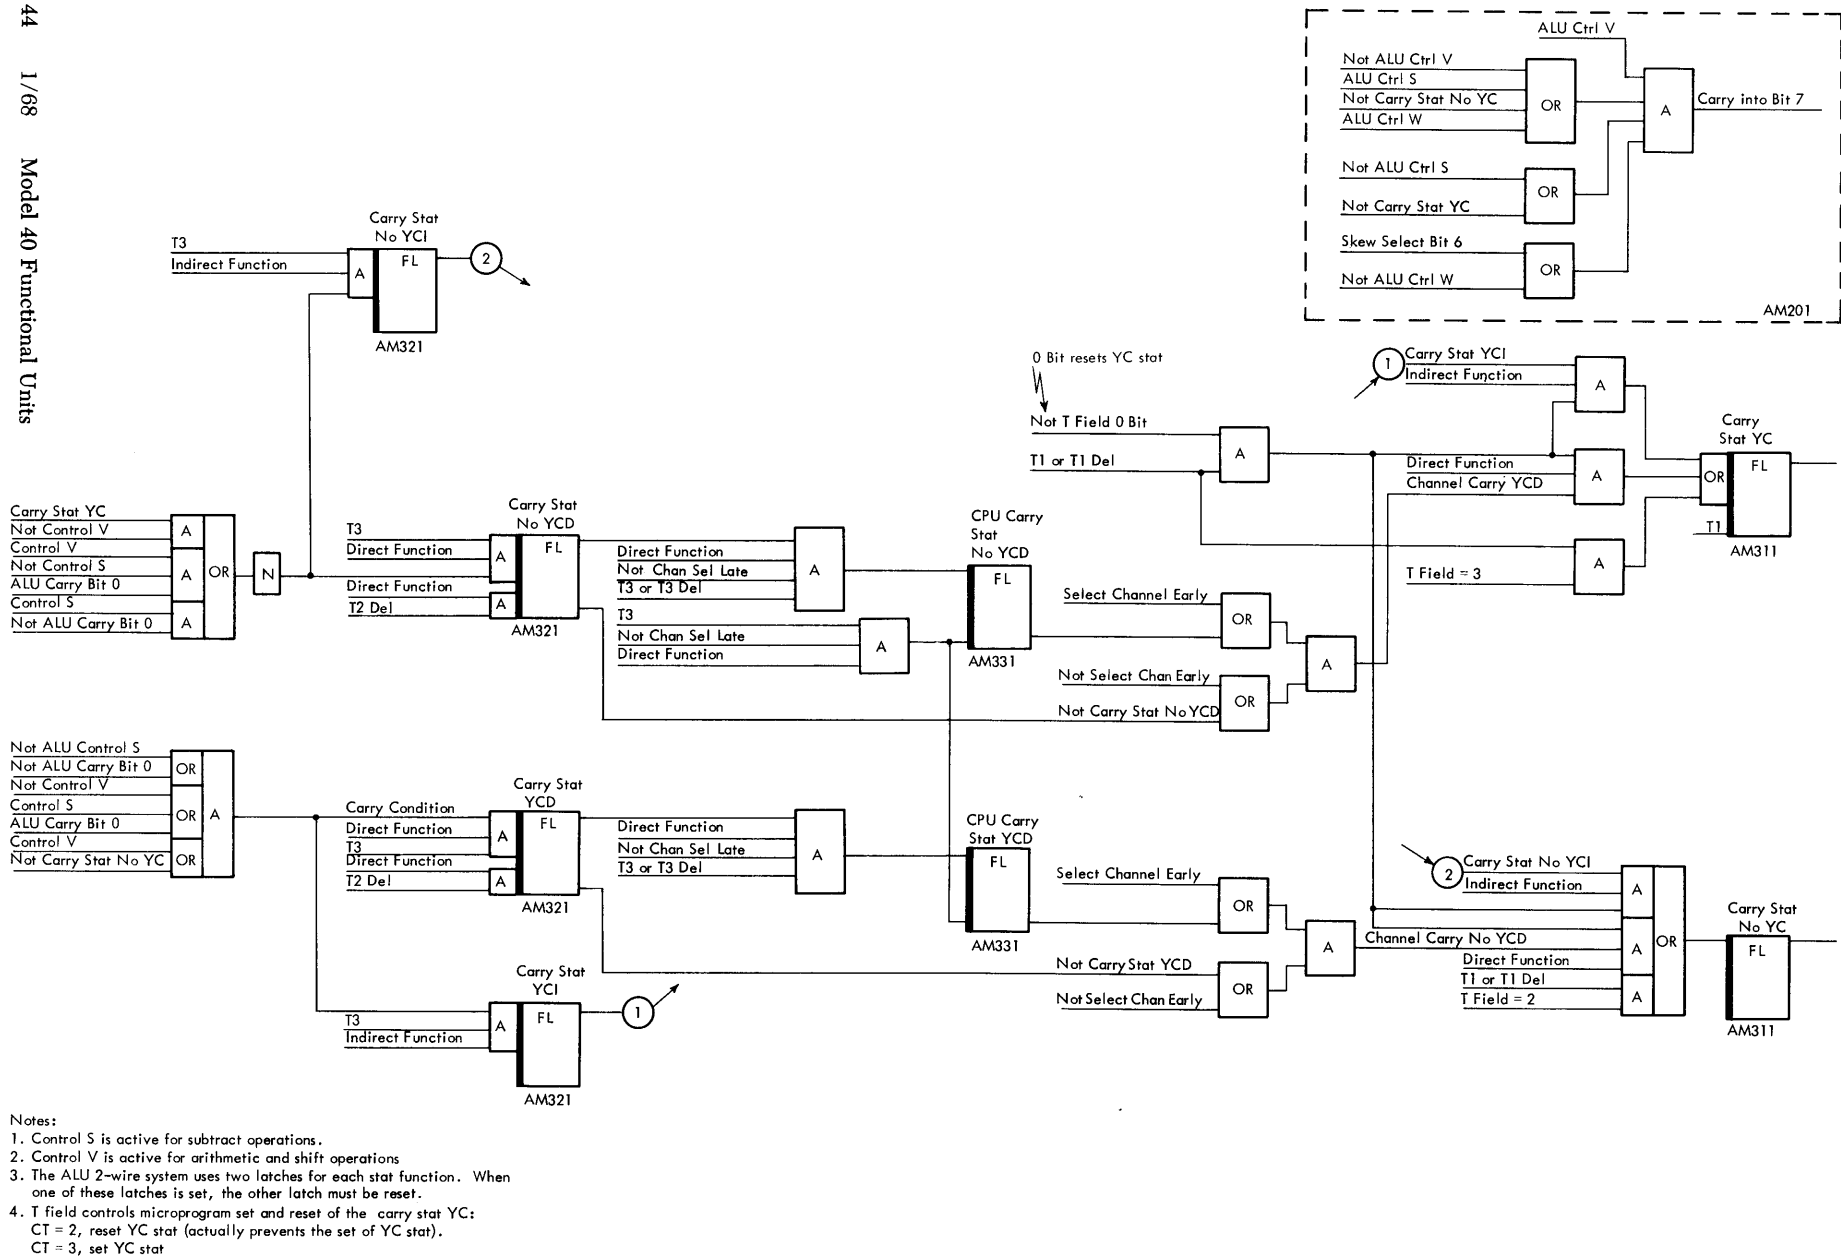 44 1/68 Model 40 Functional Units
ALU Ctrl V
Not ALU Ctrl V
ALU Ctrl S
Not Carry Stat No YC
ALU Ctrl W
OR
A
Carry into Bit 7
Not ALU Ctrl S
Not Carry Stat YC
OR
Skew Select Bit 6
Not ALU Ctrl W
OR
AM201
Carry Stat
No YCI
T3
Indirect Function
A
FL
2
AM321
0 Bit resets YC stat
Not T Field 0 Bit
T1 or T1 Del
A
1
Carry Stat YCI
Indirect Function
A
Direct Function
Channel Carry YCD
A
T Field = 3
A
Carry
Stat YC
OR
FL
T1
AM311
Carry Stat YC
Not Control V
Control V
Not Control S
ALU Carry Bit 0
Control S
Not ALU Carry Bit 0
A
A
A
OR
N
Carry Stat
No YCD
T3
Direct Function
Direct Function
T2 Del
A
A
FL
AM321
Direct Function
Not Chan Sel Late
T3 or T3 Del
A
T3
Not Chan Sel Late
Direct Function
A
CPU Carry
Stat
No YCD
FL
AM331
Select Channel Early
OR
Not Select Chan Early
Not Carry Stat No YCD
OR
A
Not ALU Control S
Not ALU Carry Bit 0
Not Control V
Control S
ALU Carry Bit 0
Control V
Not Carry Stat No YC
OR
OR
OR
A
Carry Stat
YCD
Carry Condition
Direct Function
T3
Direct Function
T2 Del
A
A
FL
AM321
Direct Function
Not Chan Sel Late
T3 or T3 Del
A
CPU Carry
Stat YCD
FL
AM331
Select Channel Early
OR
Not Carry Stat YCD
Not Select Chan Early
OR
A
2
Carry Stat No YCI
Indirect Function
Channel Carry No YCD
Direct Function
T1 or T1 Del
T Field = 2
A
A
A
OR
Carry Stat
No YC
FL
AM311
Carry Stat
YCI
T3
Indirect Function
A
FL
1
AM321
Notes:
1. Control S is active for subtract operations.
2. Control V is active for arithmetic and shift operations
3. The ALU 2-wire system uses two latches for each stat function. When
one of these latches is set, the other latch must be reset.
4. T field controls microprogram set and reset of the carry stat YC:
CT = 2, reset YC stat (actually prevents the set of YC stat).
CT = 3, set YC stat